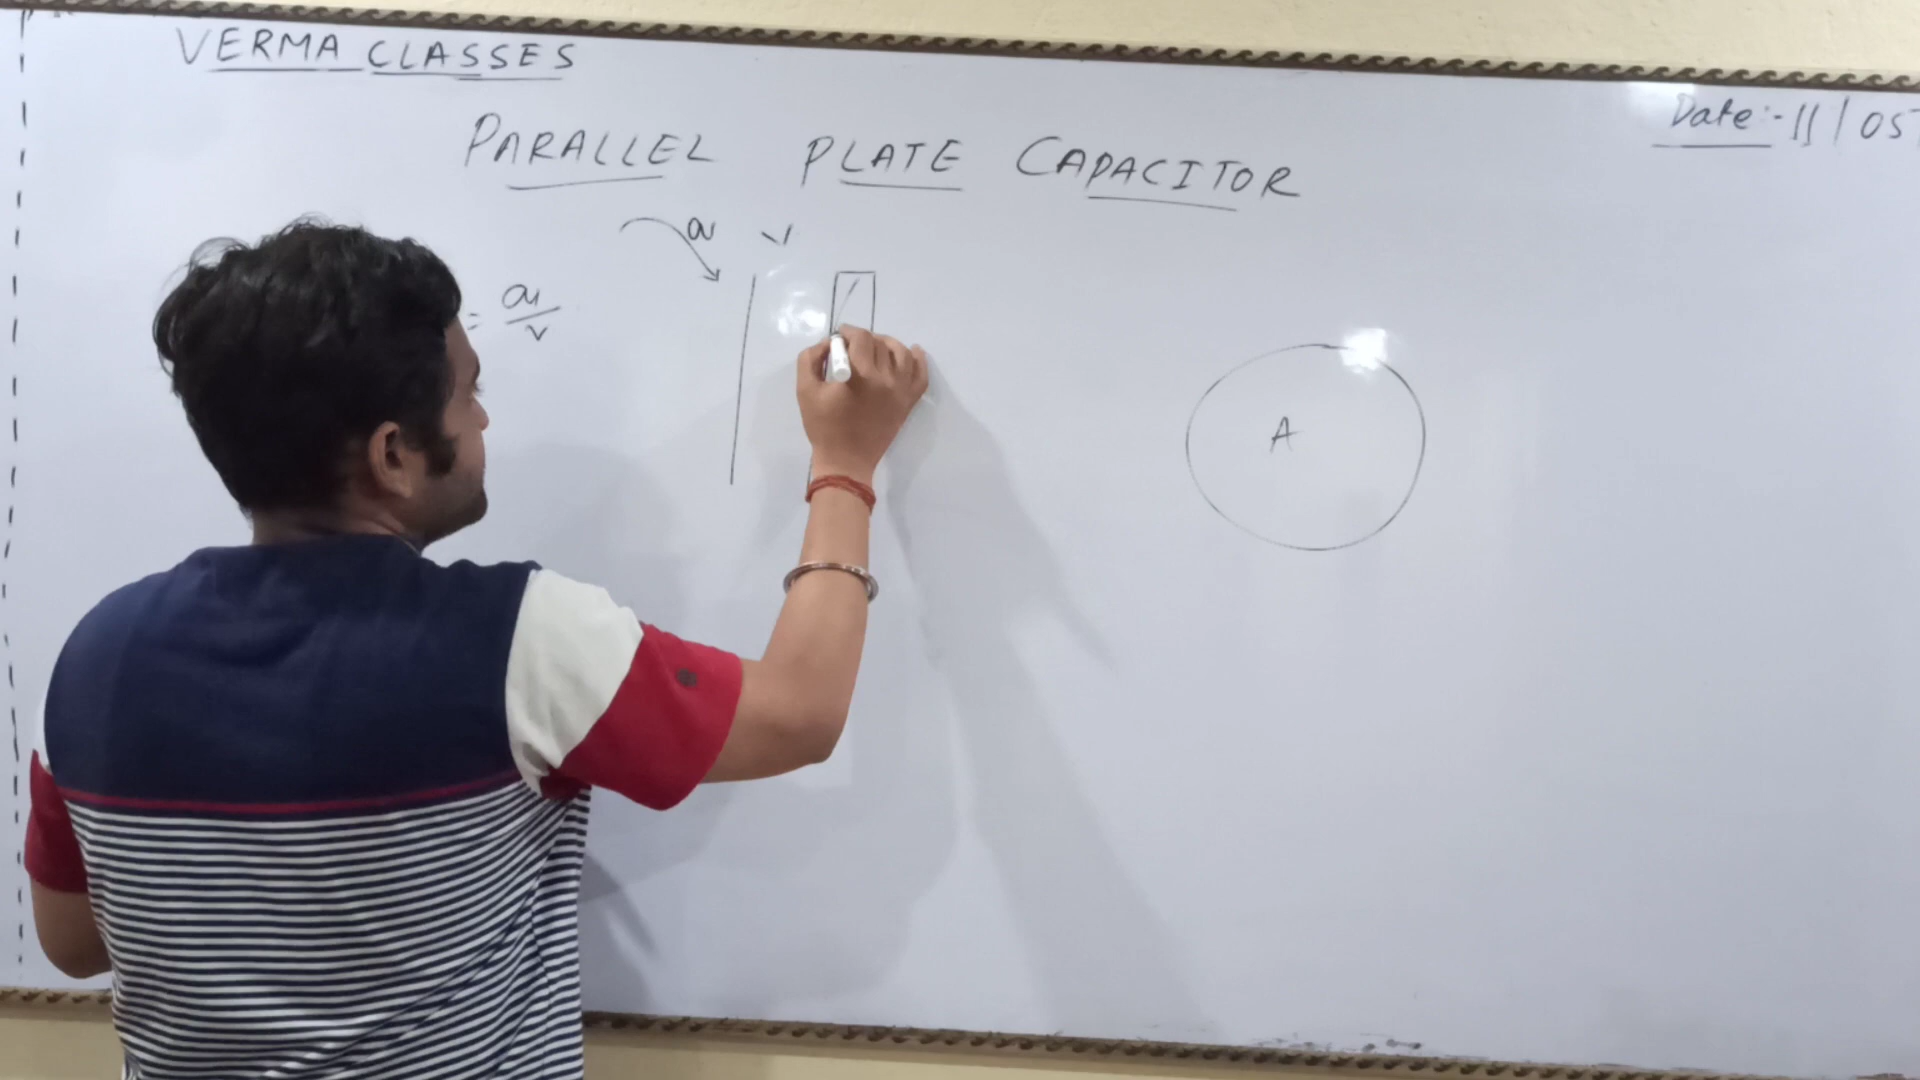 VERMA CLASSES
Date:- 11/05
PARALLEL PLATE CAPACITOR
V
A